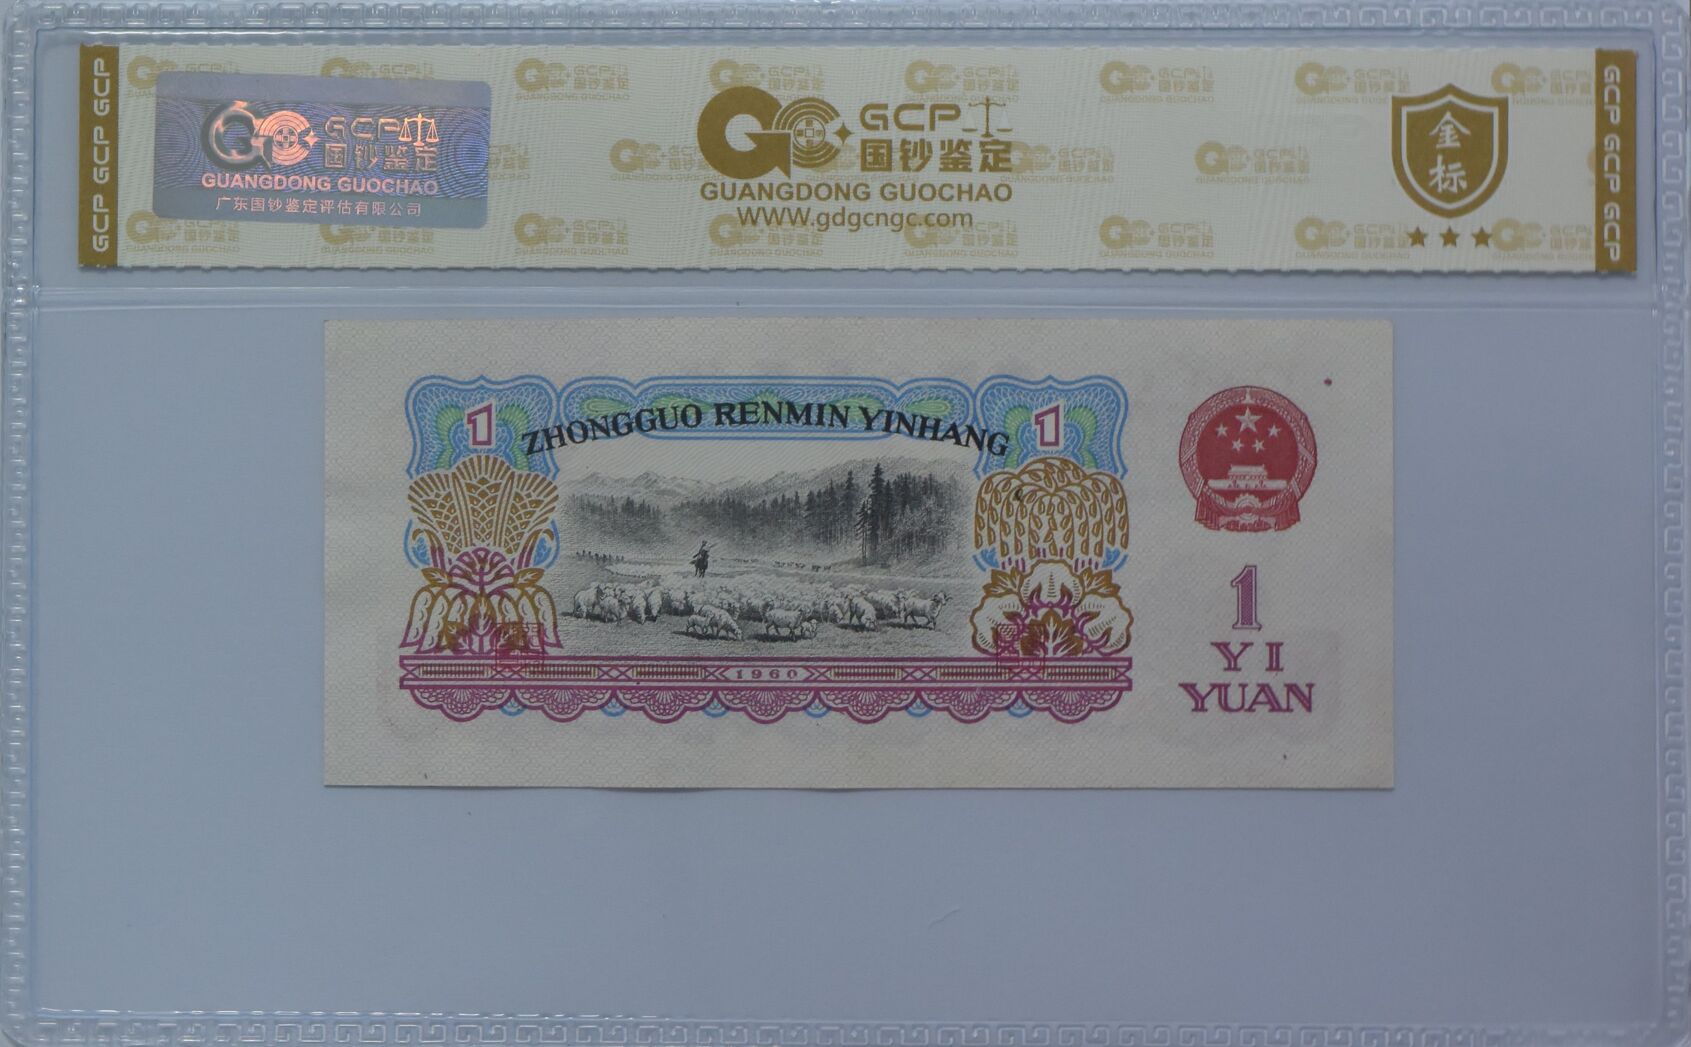 GCP GCP GCP
GCP
国钞鉴定
GUANGDONG GUOCHAO
广东国钞鉴定评估有限公司
GCP
国钞鉴定
GUANGDONG GUOCHAO
WWW.gdgcngc.com
金标
GCP GCP GCP
1
ZHONGGUO RENMIN YINHANG
1
1960
1
YI
YUAN